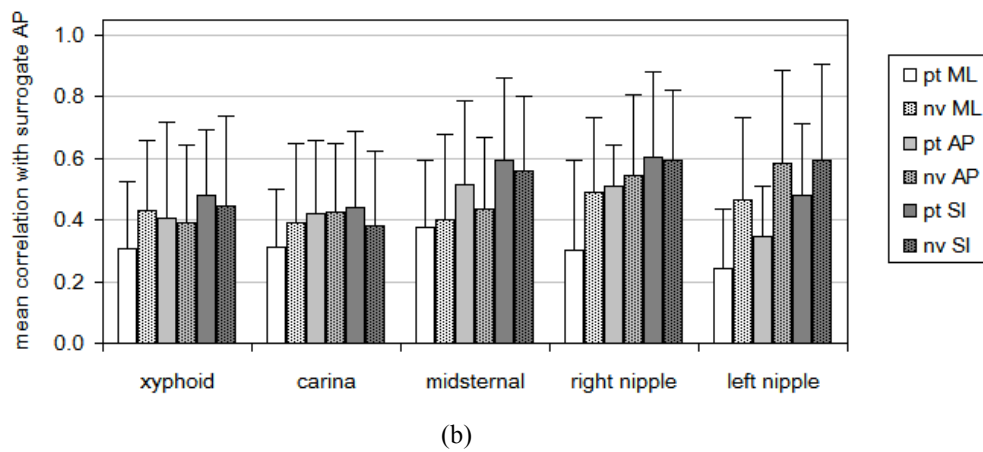 mean correlation with surrogate AP
1.0
0.8
0.6
0.4
0.2
0.0
xyphoid carina midsternal right nipple left nipple
pt ML
nv ML
pt AP
nv AP
pt SI
nv SI
(b)